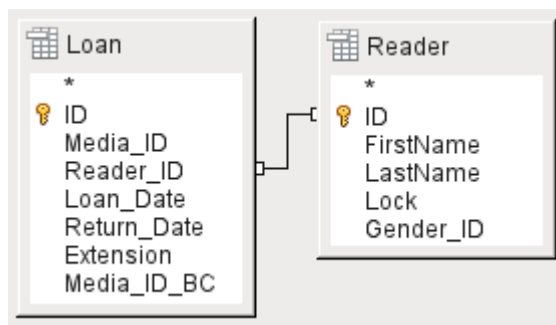 Loan
*
ID
Media_ID
Reader_ID
Loan_Date
Return_Date
Extension
Media_ID_BC
Reader
*
ID
FirstName
LastName
Lock
Gender_ID